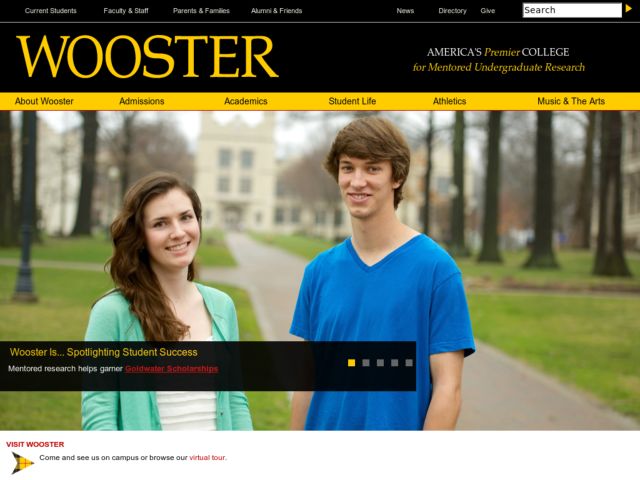 Current Students Faculty & Staff Parents & Families Alumni & Friends News Directory Give Search
WOOSTER
AMERICA'S Premier COLLEGE
for Mentored Undergraduate Research
About Wooster Admissions Academics Student Life Athletics Music & The Arts
Wooster Is... Spotlighting Student Success
Mentored research helps garner Goldwater Scholarships
VISIT WOOSTER
Come and see us on campus or browse our virtual tour.